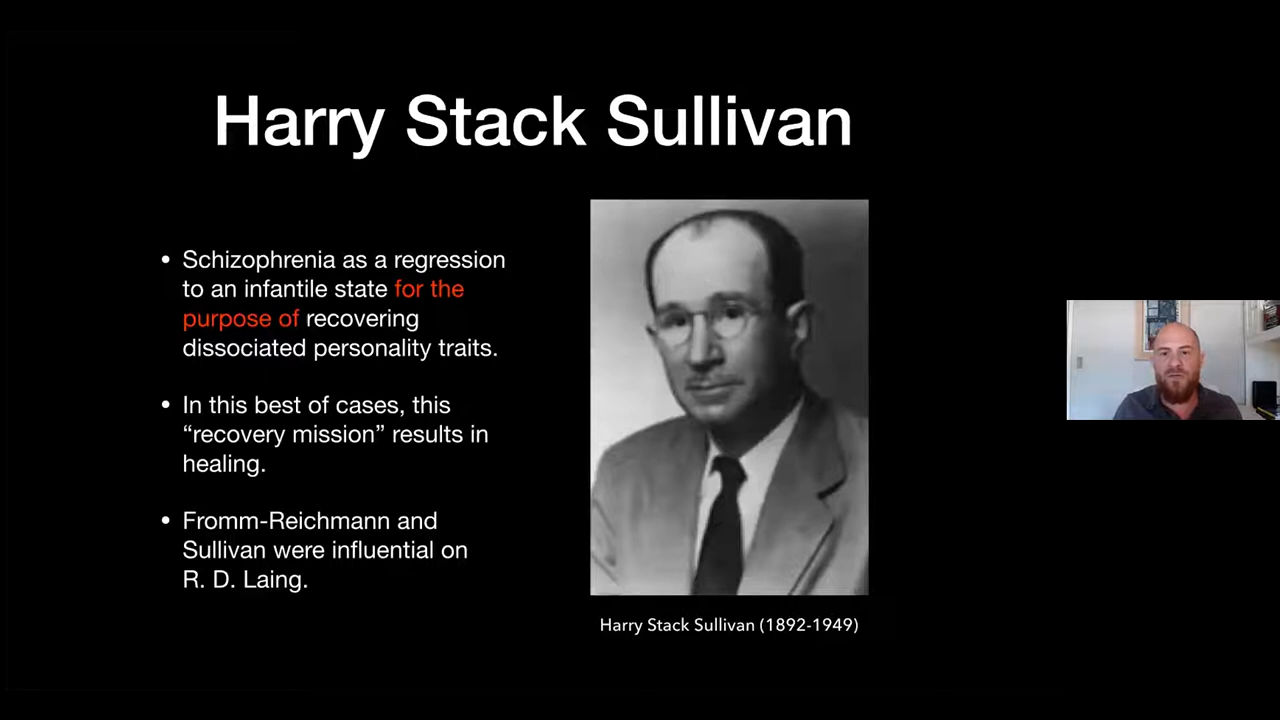 Harry Stack Sullivan
• Schizophrenia as a regression
to an infantile state for the
purpose of recovering
dissociated personality traits.
• In this best of cases, this
“recovery mission” results in
healing.
• Fromm-Reichmann and
Sullivan were influential on
R. D. Laing.
Harry Stack Sullivan (1892-1949)